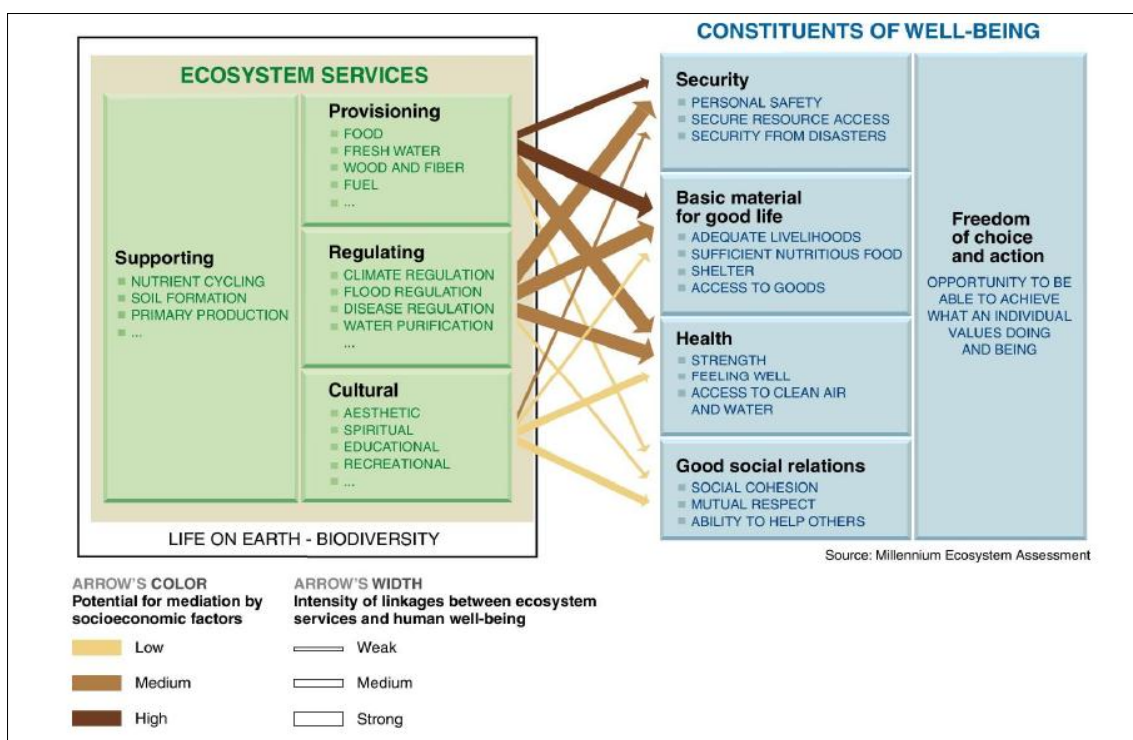 CONSTITUENTS OF WELL-BEING
ECOSYSTEM SERVICES
Supporting
NUTRIENT CYCLING
SOIL FORMATION
PRIMARY PRODUCTION
...
Provisioning
FOOD
FRESH WATER
WOOD AND FIBER
FUEL
...
Regulating
CLIMATE REGULATION
FLOOD REGULATION
DISEASE REGULATION
WATER PURIFICATION
...
Cultural
AESTHETIC
SPIRITUAL
EDUCATIONAL
RECREATIONAL
...
LIFE ON EARTH - BIODIVERSITY
Security
PERSONAL SAFETY
SECURE RESOURCE ACCESS
SECURITY FROM DISASTERS
Basic material
for good life
ADEQUATE LIVELIHOODS
SUFFICIENT NUTRITIOUS FOOD
SHELTER
ACCESS TO GOODS
Health
STRENGTH
FEELING WELL
ACCESS TO CLEAN AIR
AND WATER
Good social relations
SOCIAL COHESION
MUTUAL RESPECT
ABILITY TO HELP OTHERS
Freedom
of choice
and action
OPPORTUNITY TO BE
ABLE TO ACHIEVE
WHAT AN INDIVIDUAL
VALUES DOING
AND BEING
Source: Millennium Ecosystem Assessment
ARROW'S COLOR
Potential for mediation by
socioeconomic factors
Low
Medium
High
ARROW'S WIDTH
Intensity of linkages between ecosystem
services and human well-being
Weak
Medium
Strong